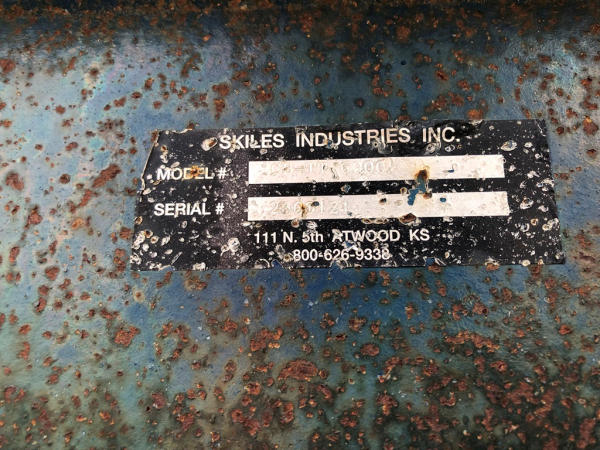 SKILES INDUSTRIES INC.
MODEL #
SERIAL #
111 N. 5th ATWOOD KS
800-626-9338